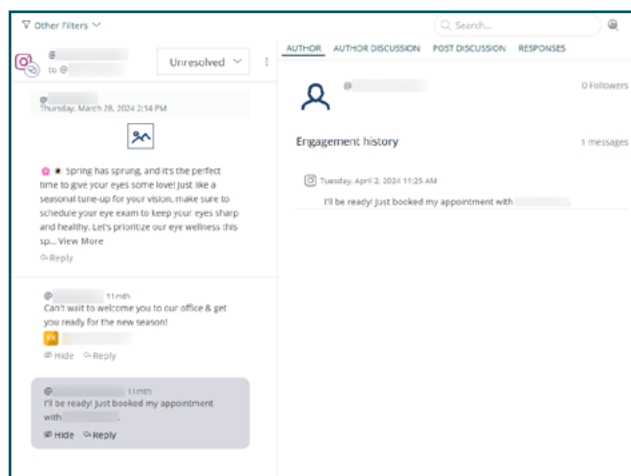 Other Filters
Search...
@
to @
Unresolved
AUTHOR AUTHOR DISCUSSION POST DISCUSSION RESPONSES
@
Thursday, March 28, 2024 2:14 PM
🌸 ☀ Spring has sprung, and it's the perfect
time to give your eyes some love! Just like a
seasonal tune-up for your vision, make sure to
schedule your eye exam to keep your eyes sharp
and healthy. Let's prioritize our eye wellness this
sp... View More
Reply
@ 11mth
Can't wait to welcome you to our office & get
you ready for the new season!
Hide Reply
@ 11mth
I'll be ready! Just booked my appointment
with .
Hide Reply
@
0 Followers
Engagement history
1 messages
Tuesday, April 2, 2024 11:25 AM
I'll be ready! Just booked my appointment with .